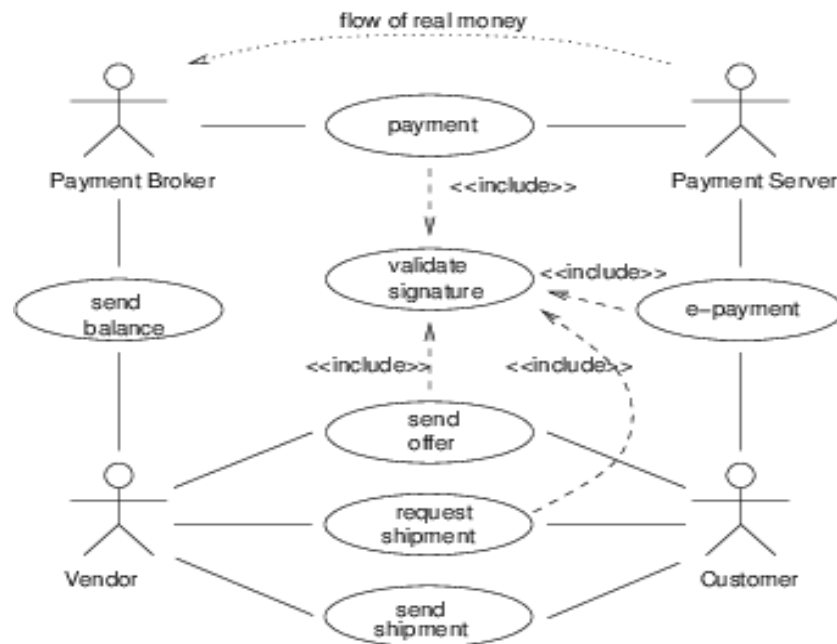 flow of real money
payment
Payment Broker
Payment Server
<<include>>
validate
signature
<<include>>
send
balance
e-payment
<<include>>
<<include>>
send
offer
request
shipment
Vendor
Customer
send
shipment